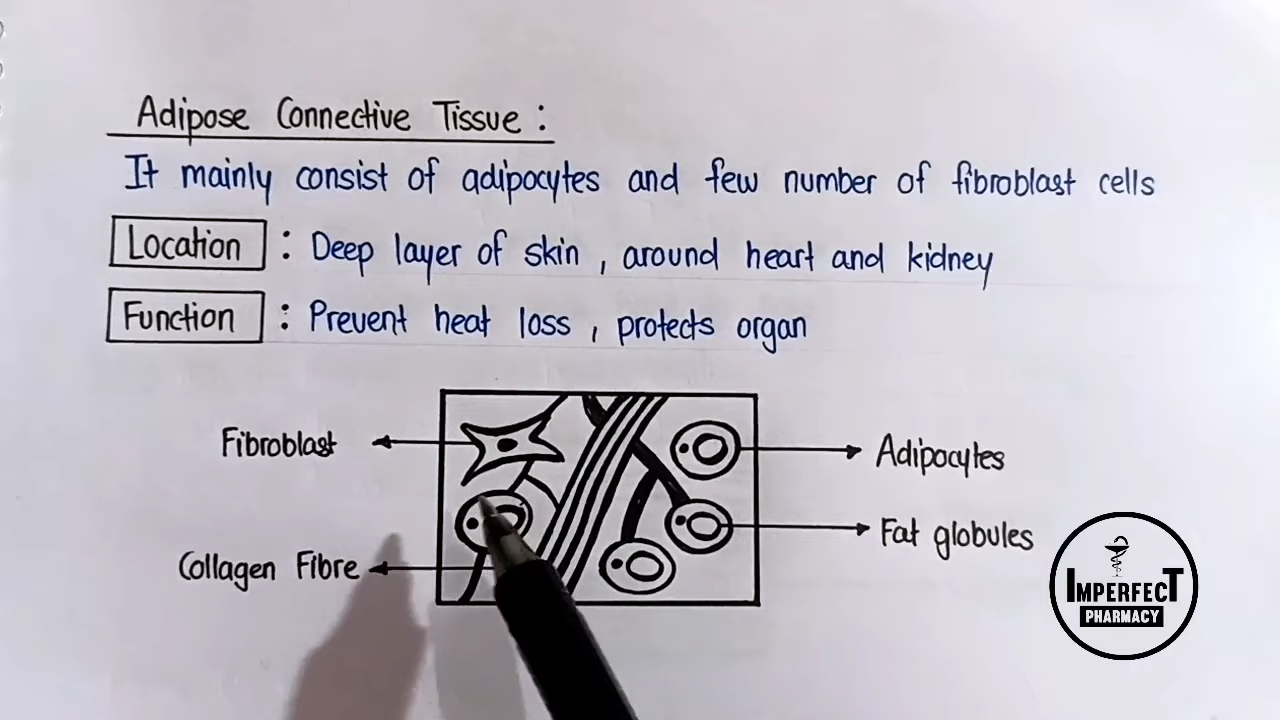 Adipose Connective Tissue :
It mainly consist of adipocytes and few number of fibroblast cells
Location : Deep layer of skin , around heart and kidney
Function : Prevent heat loss , protects organ
Fibroblast
Adipocytes
Fat globules
Collagen Fibre
IMPERFECT
PHARMACY